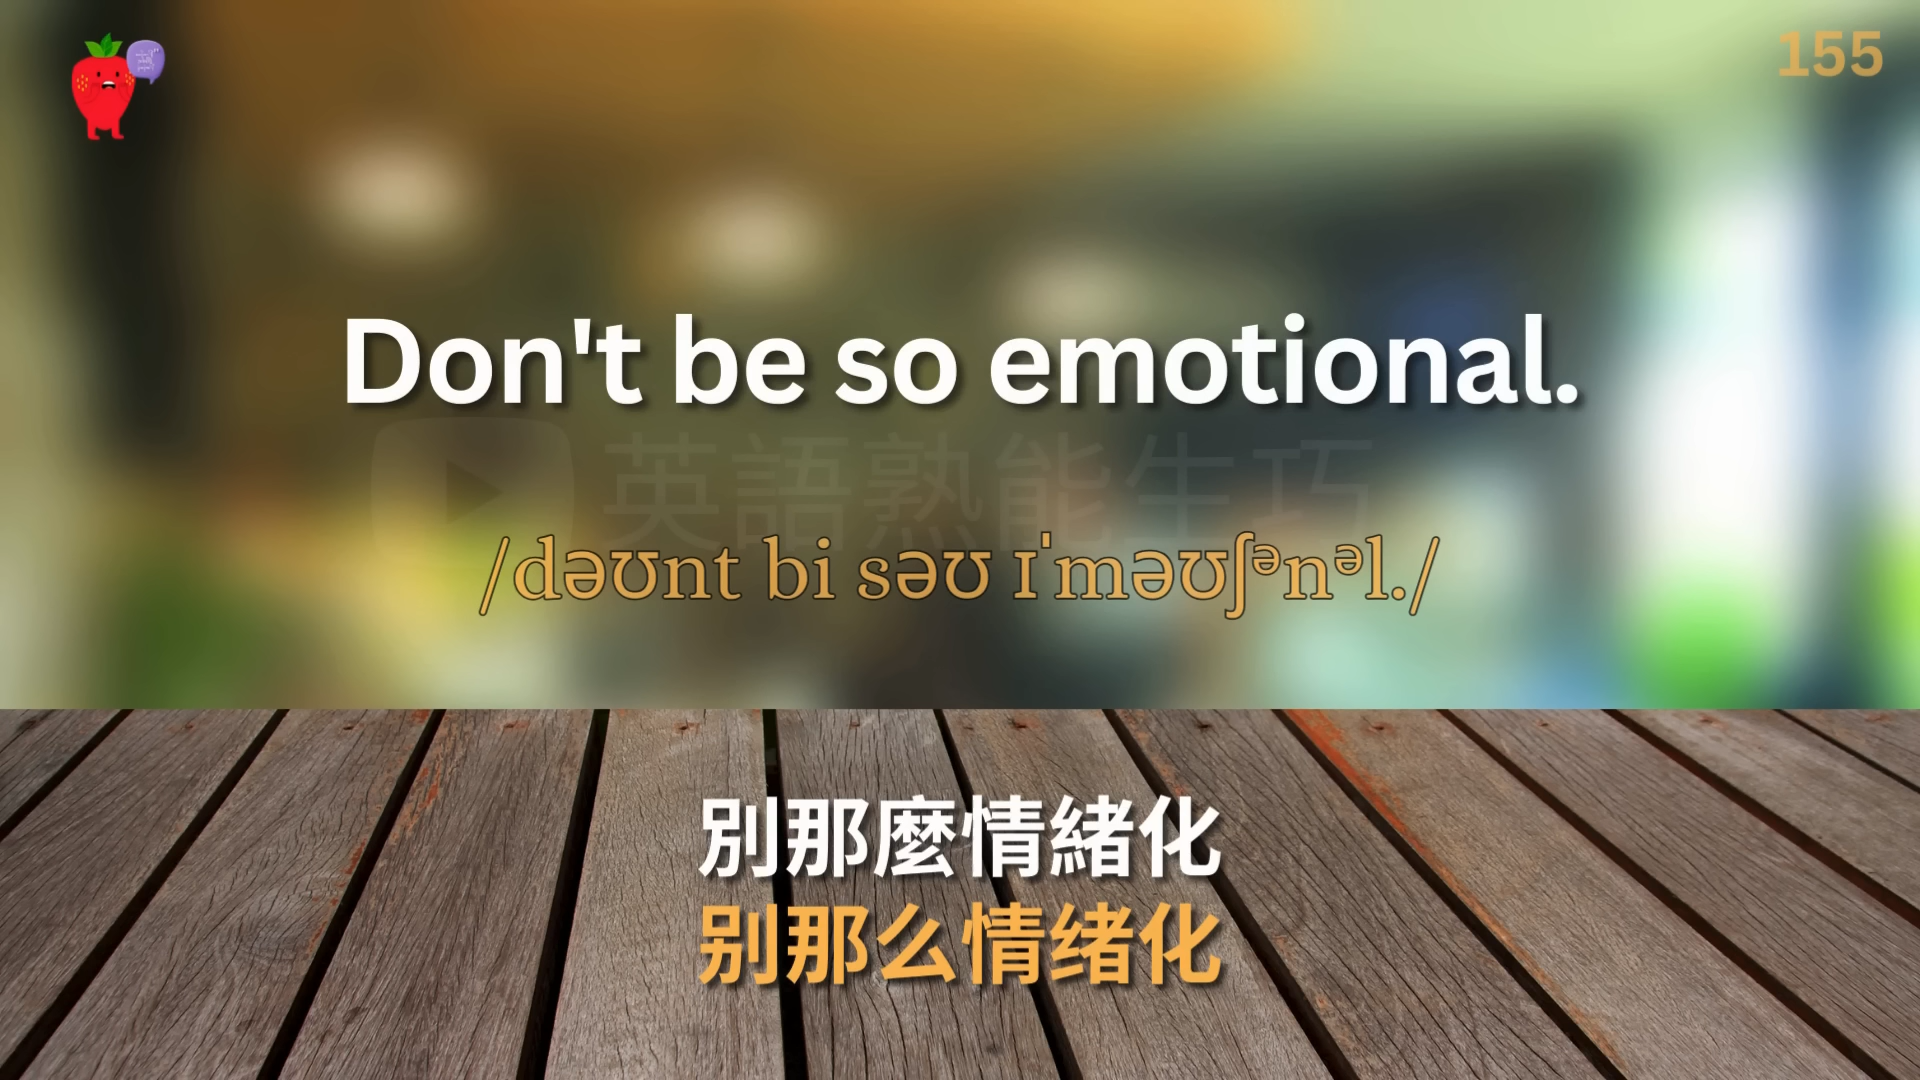 155
Don't be so emotional.
英語熟能生巧
/dəʊnt bi səʊ ɪˈməʊʃᵊnᵊl./
別那麼情緒化
别那么情绪化